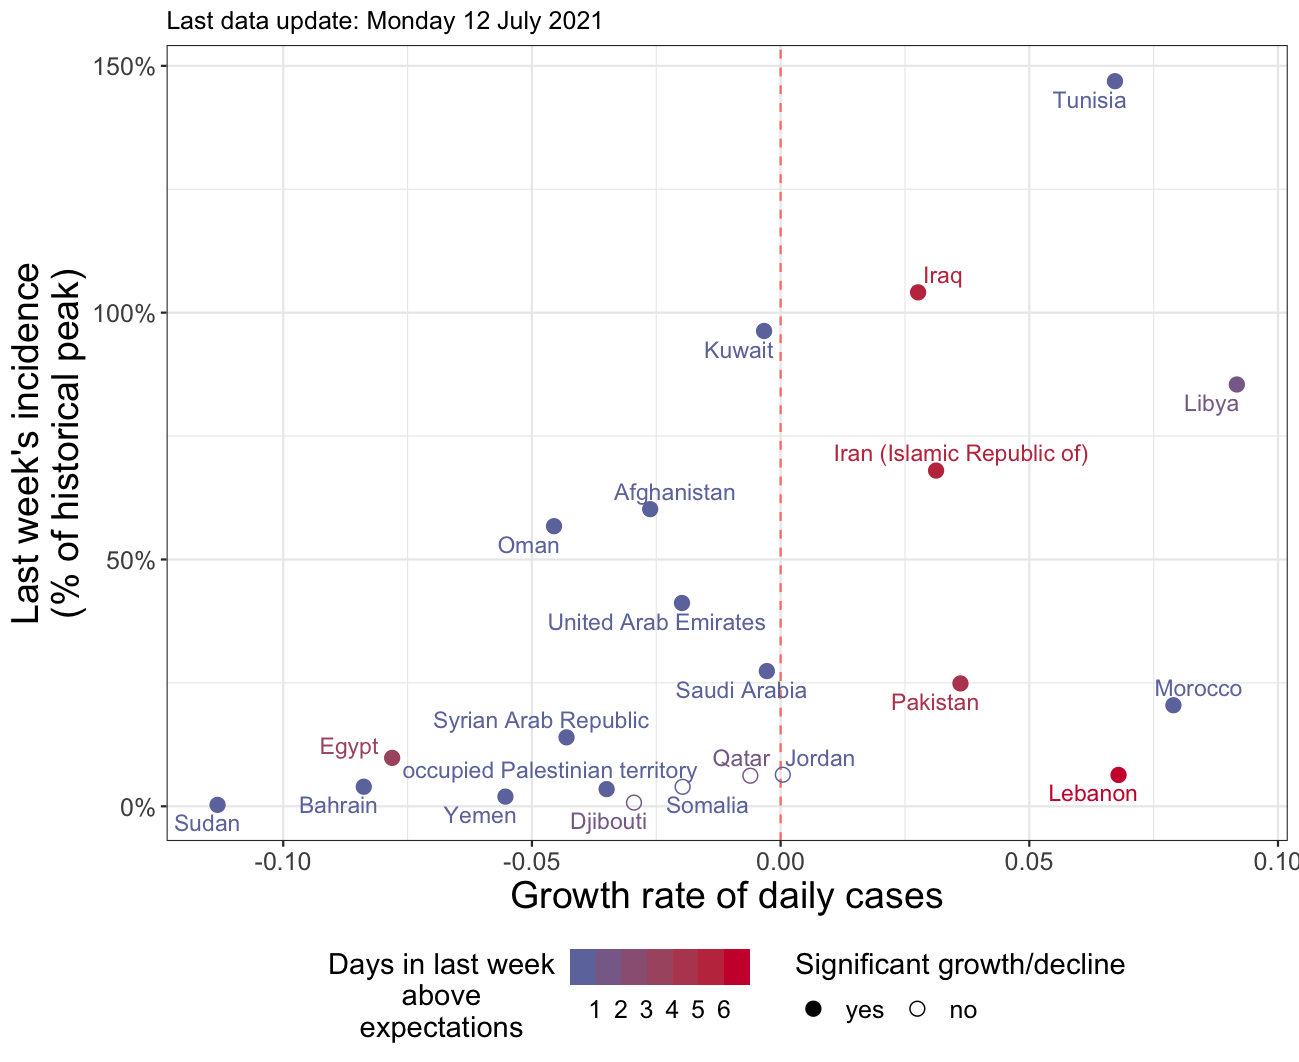 Last data update: Monday 12 July 2021
Last week's incidence
(% of historical peak)
150%
100%
50%
0%
Tunisia
Iraq
Kuwait
Libya
Iran (Islamic Republic of)
Afghanistan
Oman
United Arab Emirates
Saudi Arabia
Morocco
Pakistan
Syrian Arab Republic
Egypt
Qatar
Jordan
occupied Palestinian territory
Lebanon
Bahrain
Somalia
Yemen
Djibouti
Sudan
-0.10 -0.05 0.00 0.05 0.10
Growth rate of daily cases
Days in last week
above
expectations
1 2 3 4 5 6
Significant growth/decline
yes no